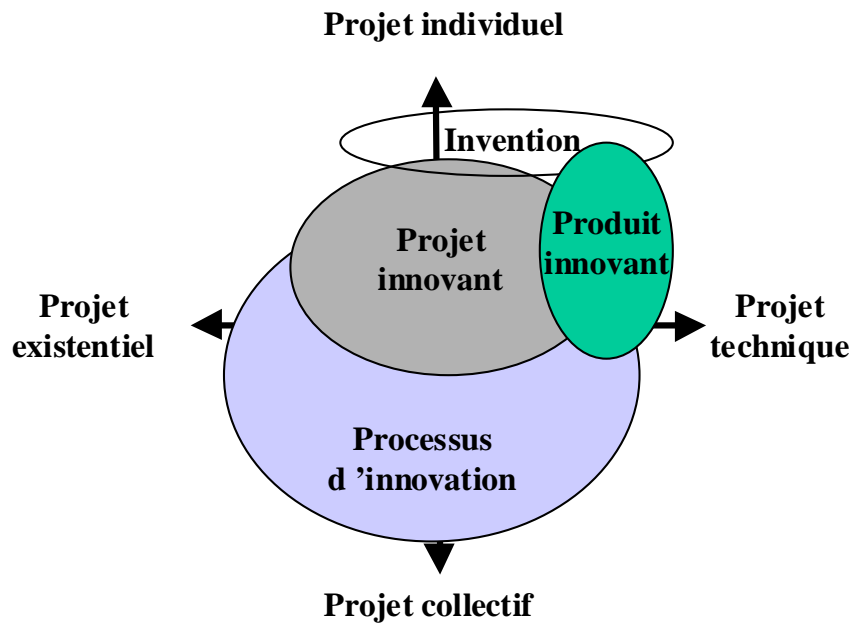 Projet individuel
Invention
Produit
innovant
Projet
innovant
Projet
existentiel
Projet
technique
Processus
d ’innovation
Projet collectif